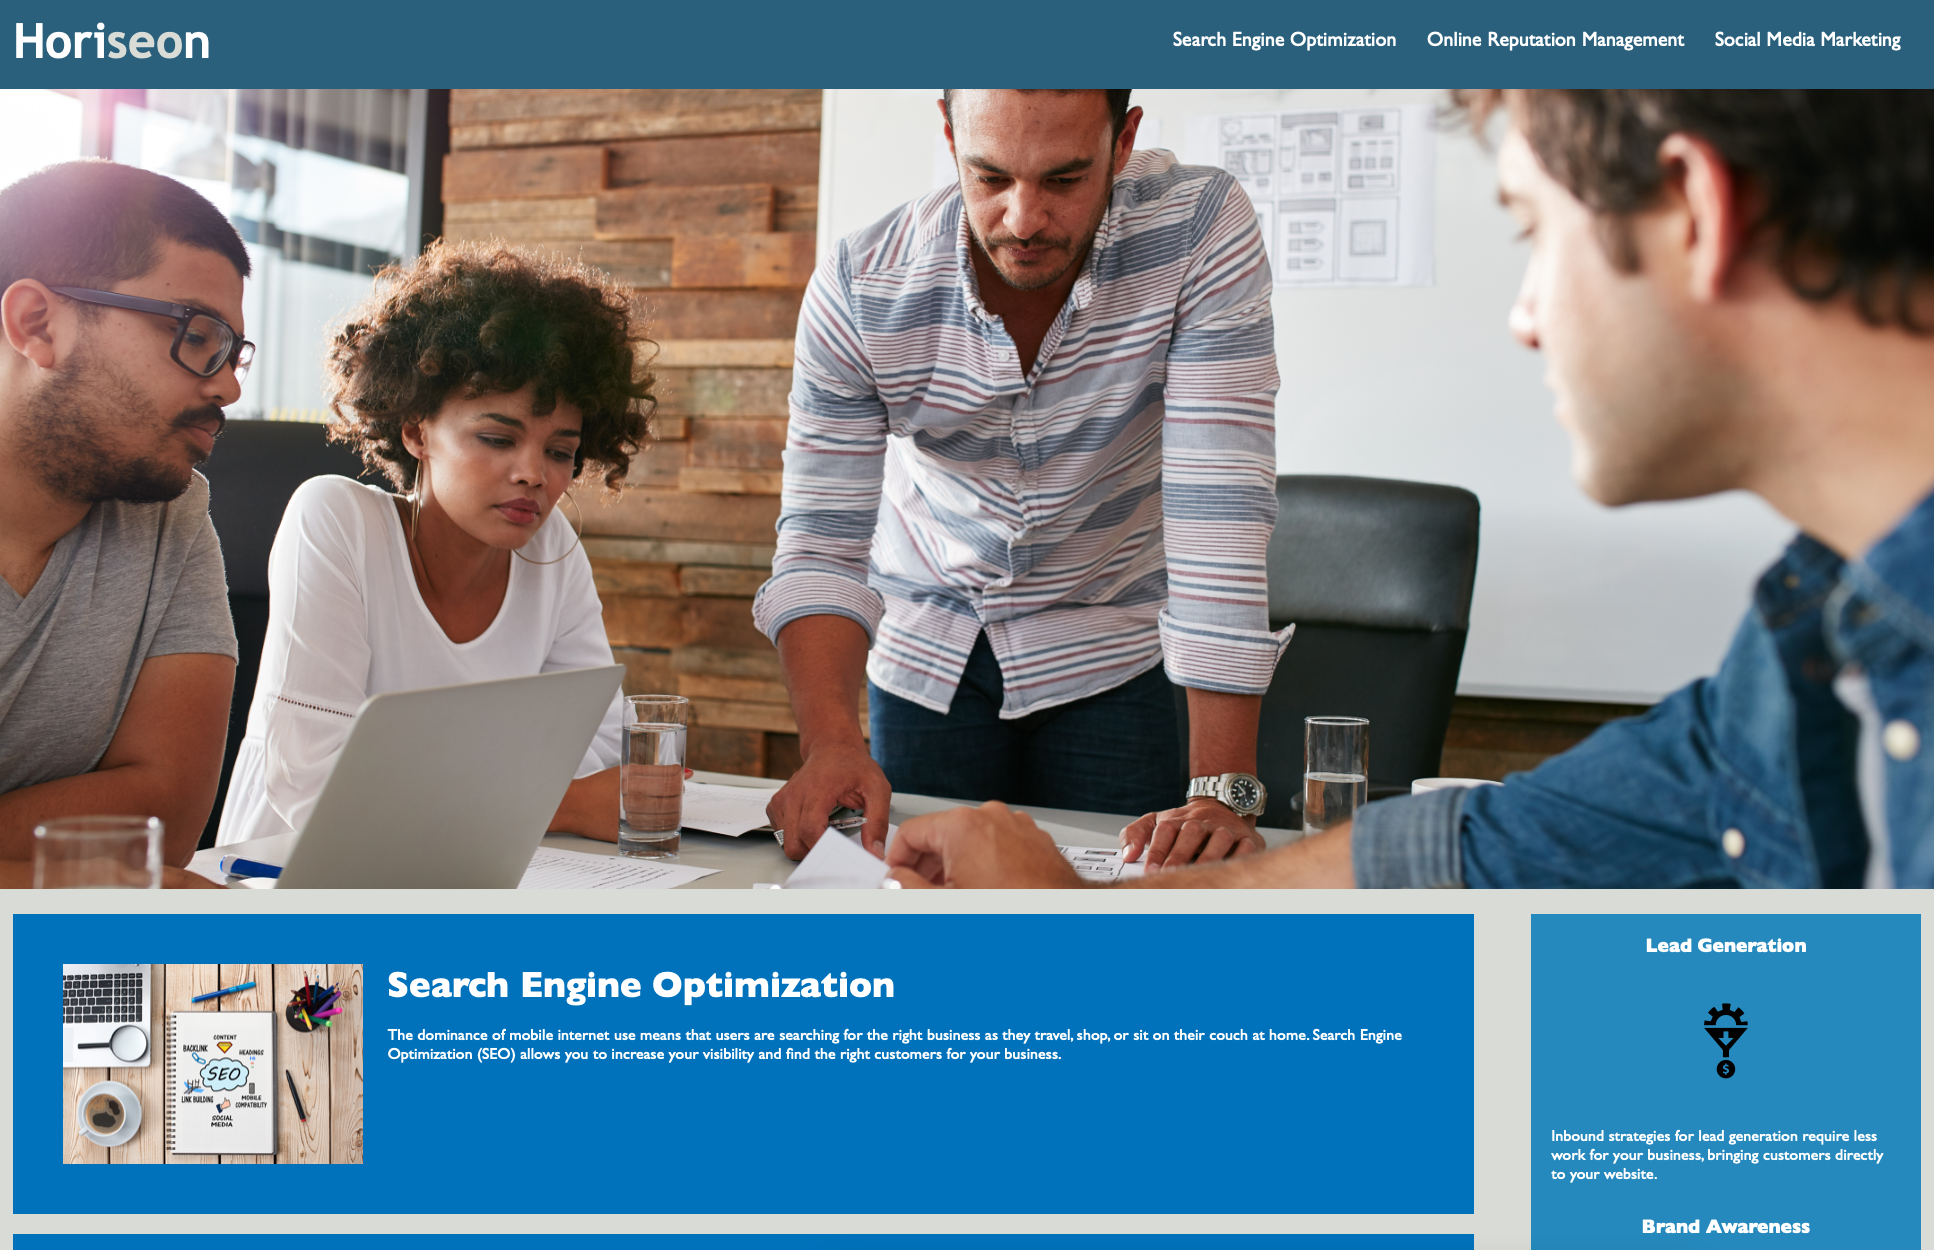 Horiseon
Search Engine Optimization
Online Reputation Management
Social Media Marketing
Search Engine Optimization
The dominance of mobile internet use means that users are searching for the right business as they travel, shop, or sit on their couch at home. Search Engine
Optimization (SEO) allows you to increase your visibility and find the right customers for your business.
CONTENT
BACKLINK
HEADINGS
SEO
LINK BUILDING
MOBILE
COMPATIBILITY
SOCIAL
MEDIA
Lead Generation
$
Inbound strategies for lead generation require less
work for your business, bringing customers directly
to your website.
Brand Awareness